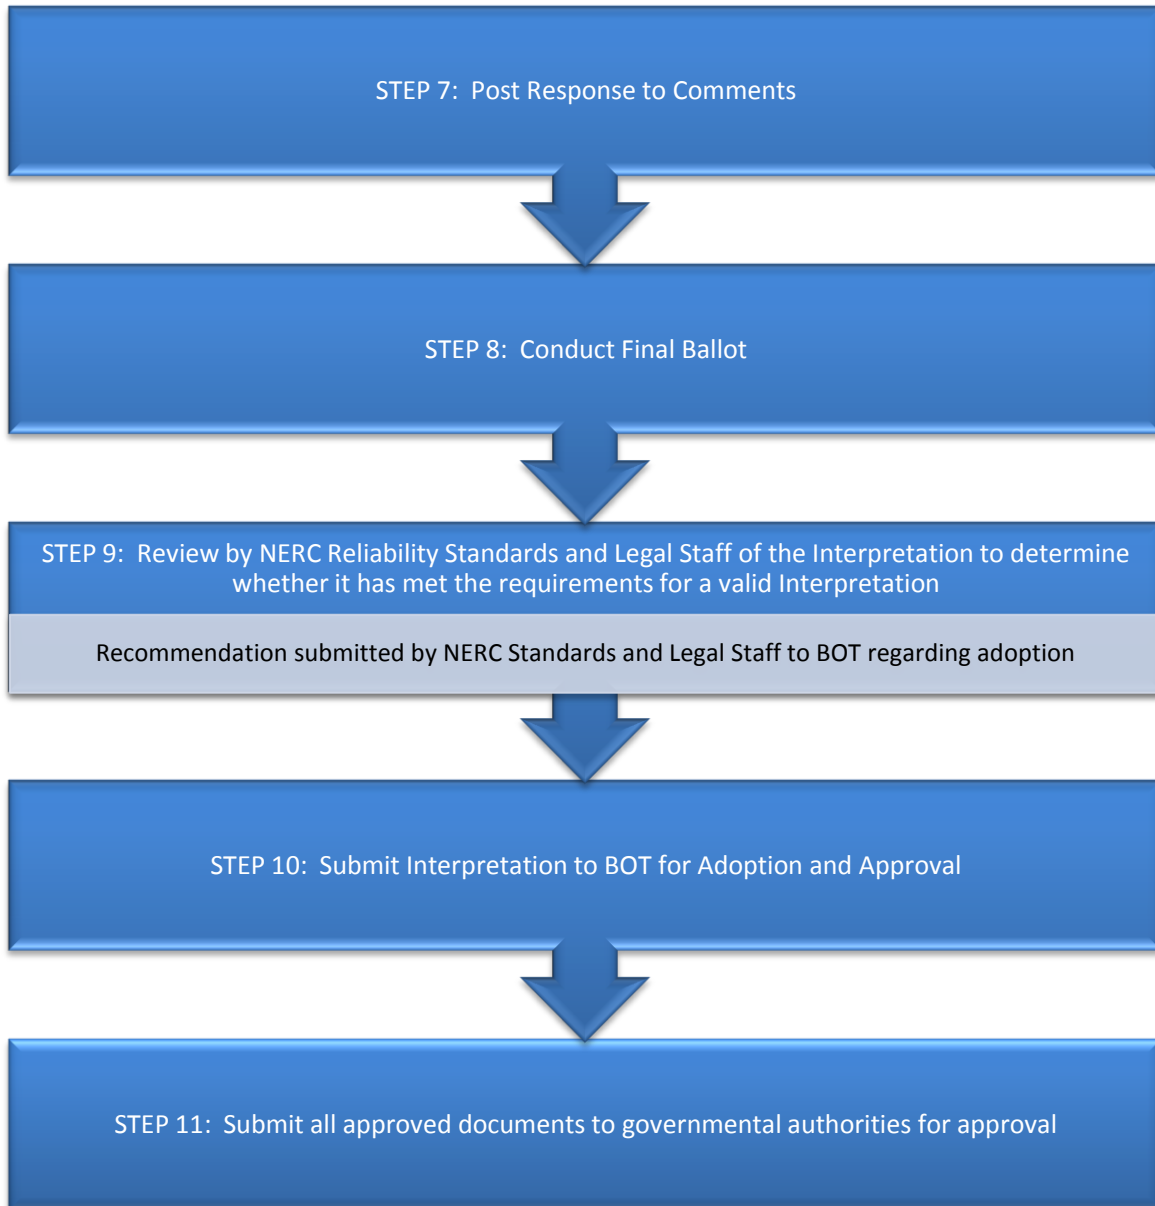 STEP 7:  Post Response to Comments
STEP 8:  Conduct Final Ballot
STEP 9:  Review by NERC Reliability Standards and Legal Staff of the Interpretation to determine
whether it has met the requirements for a valid Interpretation
Recommendation submitted by NERC Standards and Legal Staff to BOT regarding adoption
STEP 10:  Submit Interpretation to BOT for Adoption and Approval
STEP 11:  Submit all approved documents to governmental authorities for approval